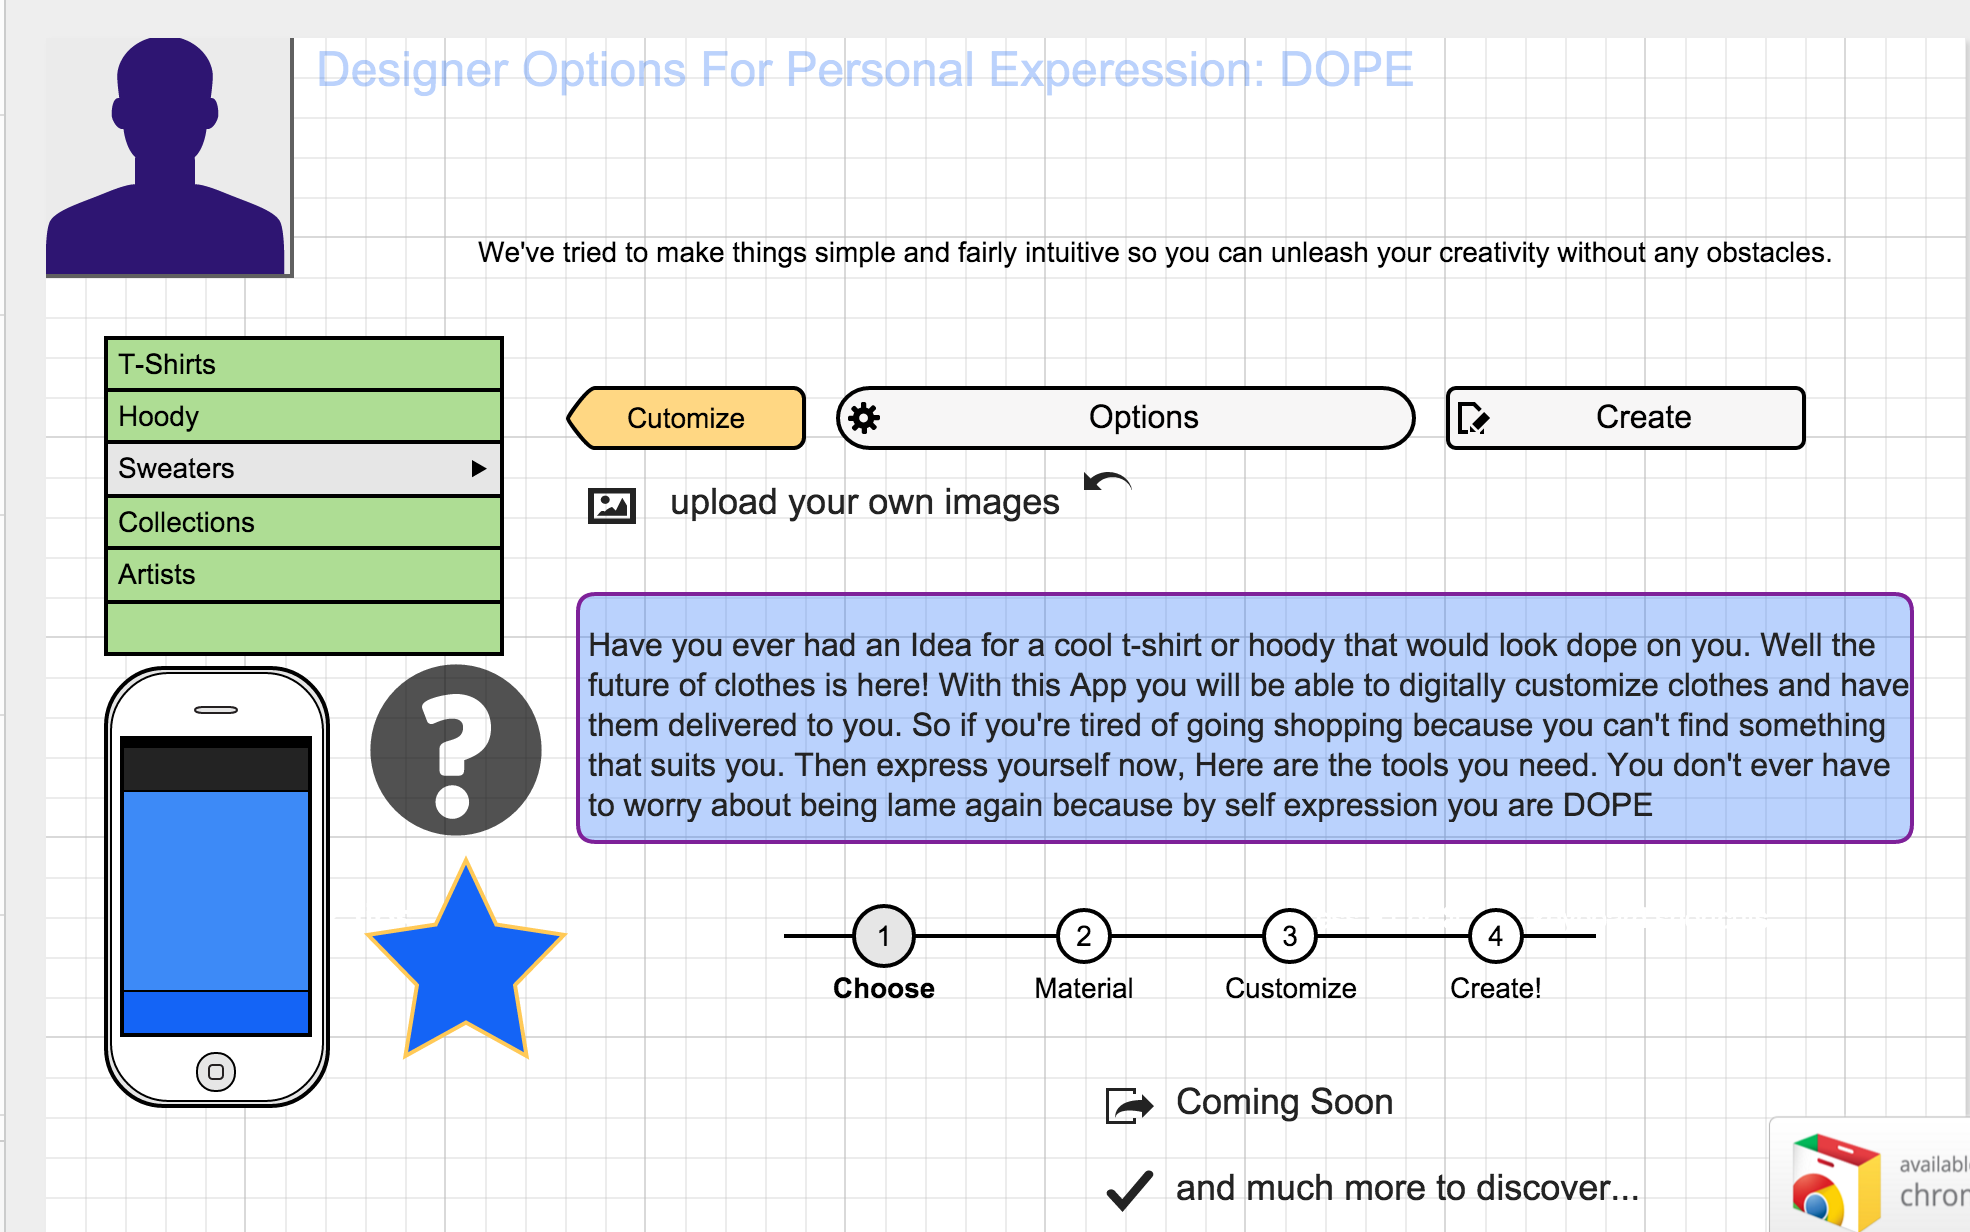 Designer Options For Personal Experession: DOPE
We've tried to make things simple and fairly intuitive so you can unleash your creativity without any obstacles.
T-Shirts
Hoody
Sweaters
Collections
Artists
Cutomize
Options
Create
upload your own images
Have you ever had an Idea for a cool t-shirt or hoody that would look dope on you. Well the
future of clothes is here! With this App you will be able to digitally customize clothes and have
them delivered to you. So if you're tired of going shopping because you can't find something
that suits you. Then express yourself now, Here are the tools you need. You don't ever have
to worry about being lame again because by self expression you are DOPE
1
2
3
4
Choose
Material
Customize
Create!
Coming Soon
and much more to discover...